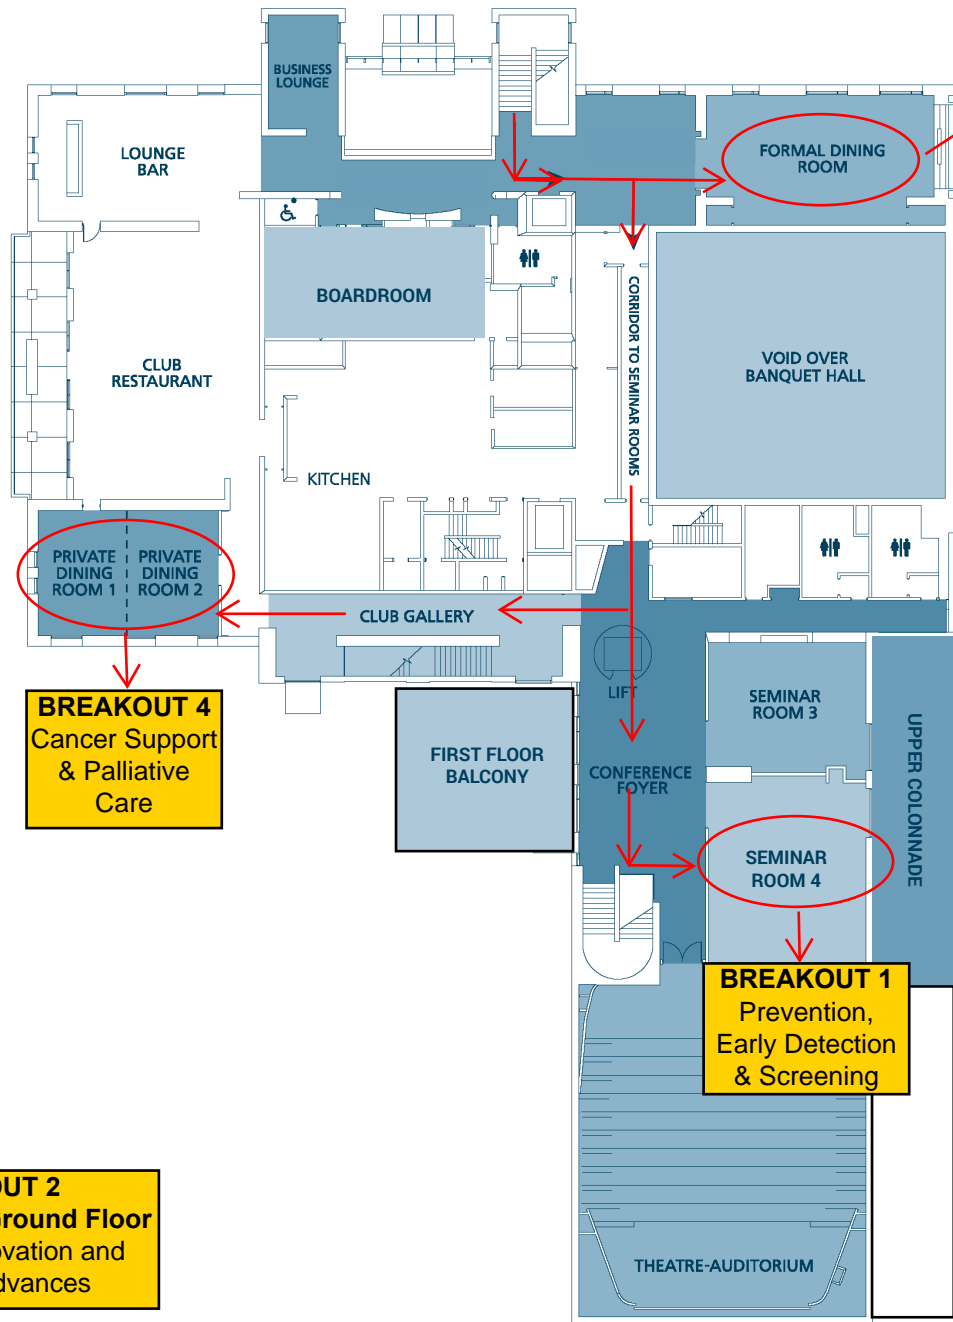 BUSINESS
LOUNGE
LOUNGE
BAR
FORMAL DINING
ROOM
BOARDROOM
CORRIDOR TO SEMINAR ROOMS
VOID OVER
BANQUET HALL
CLUB
RESTAURANT
KITCHEN
PRIVATE
DINING
ROOM 1
PRIVATE
DINING
ROOM 2
CLUB GALLERY
LIFT
SEMINAR
ROOM 3
UPPER COLONNADE
BREAKOUT 4
Cancer Support
& Palliative
Care
FIRST FLOOR
BALCONY
CONFERENCE
FOYER
SEMINAR
ROOM 4
BREAKOUT 1
Prevention,
Early Detection
& Screening
OUT 2
Ground Floor
ovation and
dvances
THEATRE-AUDITORIUM